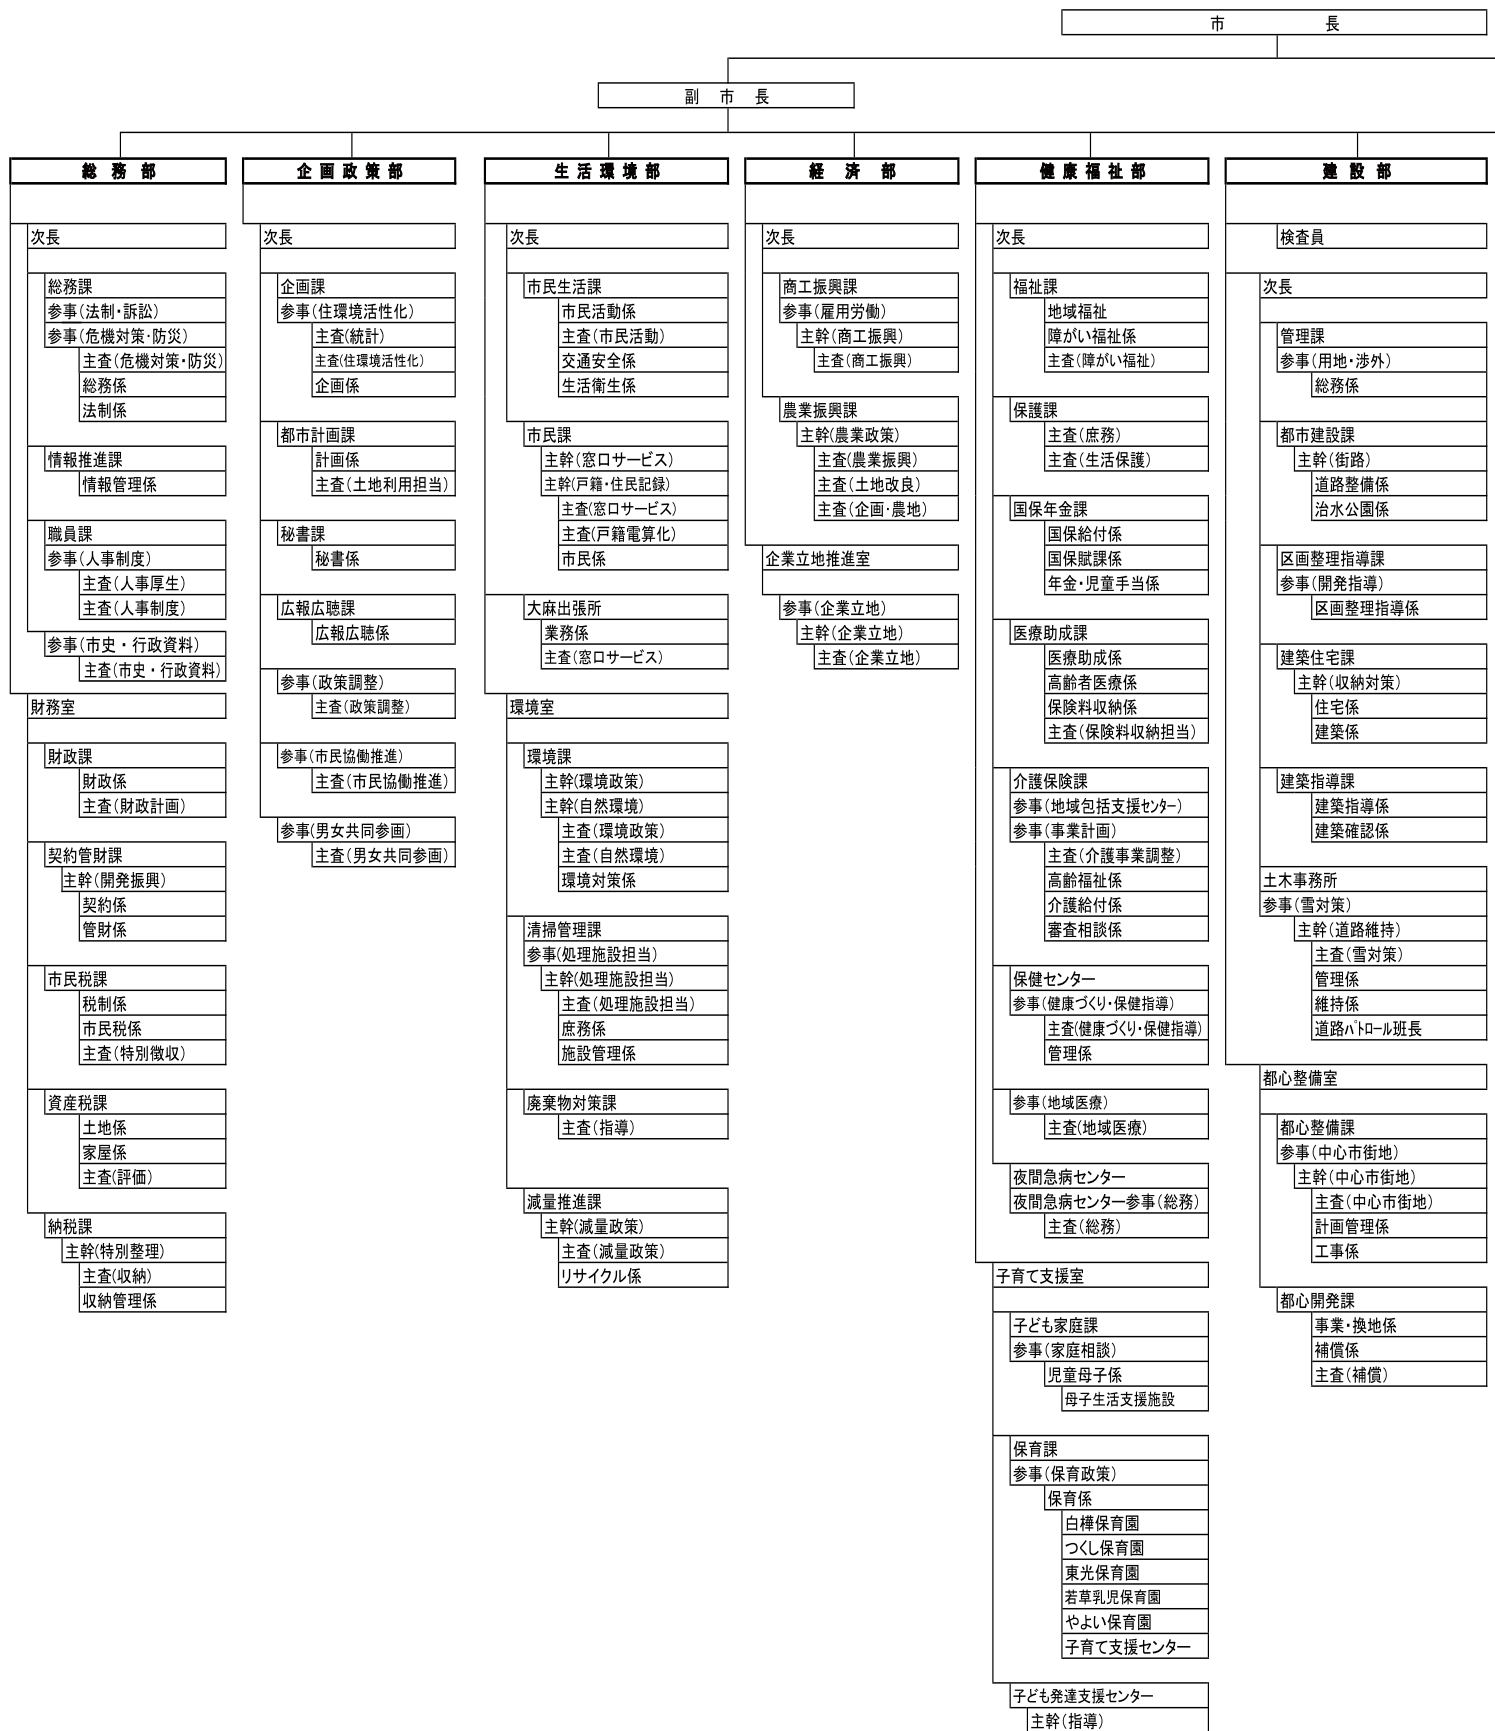 市長
副市長
総務部
次長
総務課
参事(法制・訴訟)
参事(危機対策・防災)
主査(危機対策・防災)
総務係
法制係
情報推進課
情報管理係
職員課
参事(人事制度)
主査(人事厚生)
主査(人事制度)
参事(市史・行政資料)
主査(市史・行政資料)
財務室
財政課
財政係
主査(財政計画)
契約管財課
主幹(開発振興)
契約係
管財係
市民税課
税制係
市民税係
主査(特別徴収)
資産税課
土地係
家屋係
主査(評価)
納税課
主幹(特別整理)
主査(収納)
収納管理係
企画政策部
次長
企画課
参事(住環境活性化)
主査(統計)
主査(住環境活性化)
企画係
都市計画課
計画係
主査(土地利用担当)
秘書課
秘書係
広報広聴課
広報広聴係
参事(政策調整)
主査(政策調整)
参事(市民協働推進)
主査(市民協働推進)
参事(男女共同参画)
主査(男女共同参画)
生活環境部
次長
市民生活課
市民活動係
主査(市民活動)
交通安全係
生活衛生係
市民課
主幹(窓口サービス)
主幹(戸籍・住民記録)
主査(窓口サービス)
主査(戸籍電算化)
市民係
大麻出張所
業務係
主査(窓口サービス)
環境室
環境課
主幹(環境政策)
主幹(自然環境)
主査(環境政策)
主査(自然環境)
環境対策係
清掃管理課
参事(処理施設担当)
主幹(処理施設担当)
主査(処理施設担当)
庶務係
施設管理係
廃棄物対策課
主査(指導)
減量推進課
主幹(減量政策)
主査(減量政策)
リサイクル係
経済部
次長
商工振興課
参事(雇用労働)
主幹(商工振興)
主査(商工振興)
農業振興課
主幹(農業政策)
主査(農業振興)
主査(土地改良)
主査(企画・農地)
企業立地推進室
参事(企業立地)
主幹(企業立地)
主査(企業立地)
健康福祉部
次長
福祉課
地域福祉
障がい福祉係
主査(障がい福祉)
保護課
主査(庶務)
主査(生活保護)
国保年金課
国保給付係
国保賦課係
年金・児童手当係
医療助成課
医療助成係
高齢者医療係
保険料収納係
主査(保険料収納担当)
介護保険課
参事(地域包括支援ｾﾝﾀｰ)
参事(事業計画)
主査(介護事業調整)
高齢福祉係
介護給付係
審査相談係
保健センター
参事(健康づくり・保健指導)
主査(健康づくり・保健指導)
管理係
参事(地域医療)
主査(地域医療)
夜間急病センター
夜間急病センター参事(総務)
主査(総務)
子育て支援室
子ども家庭課
参事(家庭相談)
児童母子係
母子生活支援施設
保育課
参事(保育政策)
保育係
白樺保育園
つくし保育園
東光保育園
若草乳児保育園
やよい保育園
子育て支援センター
子ども発達支援センター
主幹(指導)
建設部
検査員
次長
管理課
参事(用地・渉外)
総務係
都市建設課
主幹(街路)
道路整備係
治水公園係
区画整理指導課
参事(開発指導)
区画整理指導係
建築住宅課
主幹(収納対策)
住宅係
建築係
建築指導課
建築指導係
建築確認係
土木事務所
参事(雪対策)
主幹(道路維持)
主査(雪対策)
管理係
維持係
道路ﾊﾟﾄﾛｰﾙ班長
都心整備室
都心整備課
参事(中心市街地)
主幹(中心市街地)
主査(中心市街地)
計画管理係
工事係
都心開発課
事業・換地係
補償係
主査(補償)